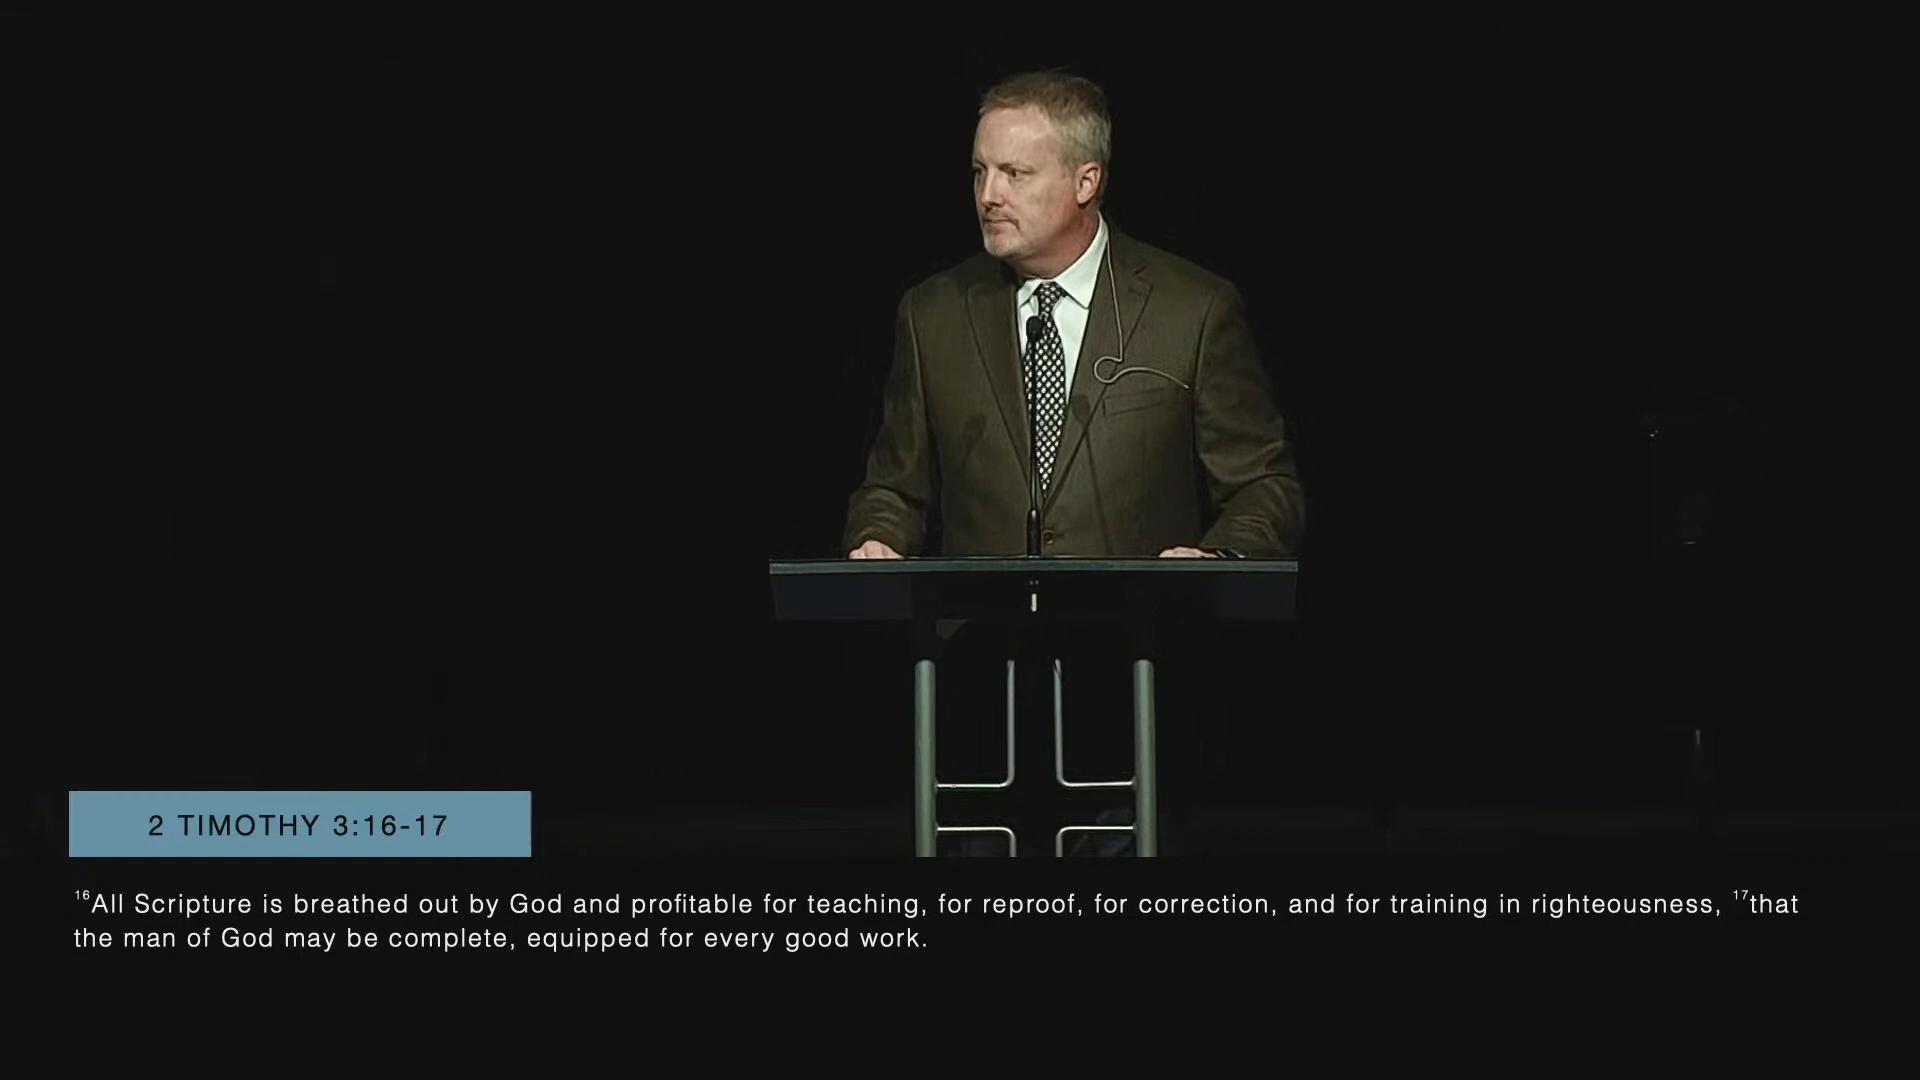 2 TIMOTHY 3:16-17
¹⁶All Scripture is breathed out by God and profitable for teaching, for reproof, for correction, and for training in righteousness, ¹⁷that
the man of God may be complete, equipped for every good work.